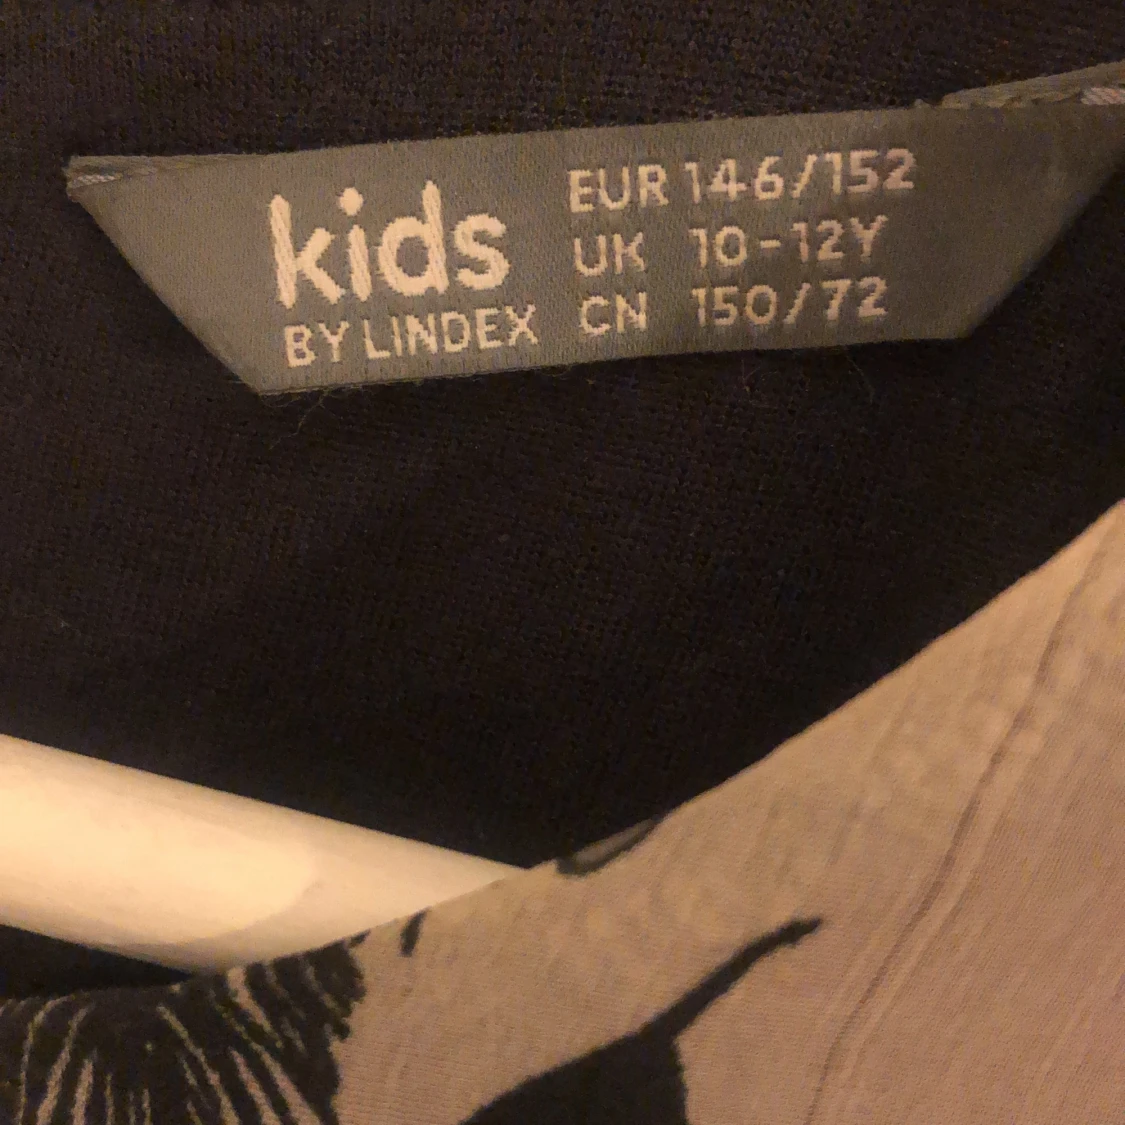 kids
BY LINDEX
EUR 146/152
UK 10-12Y
CN 150/72